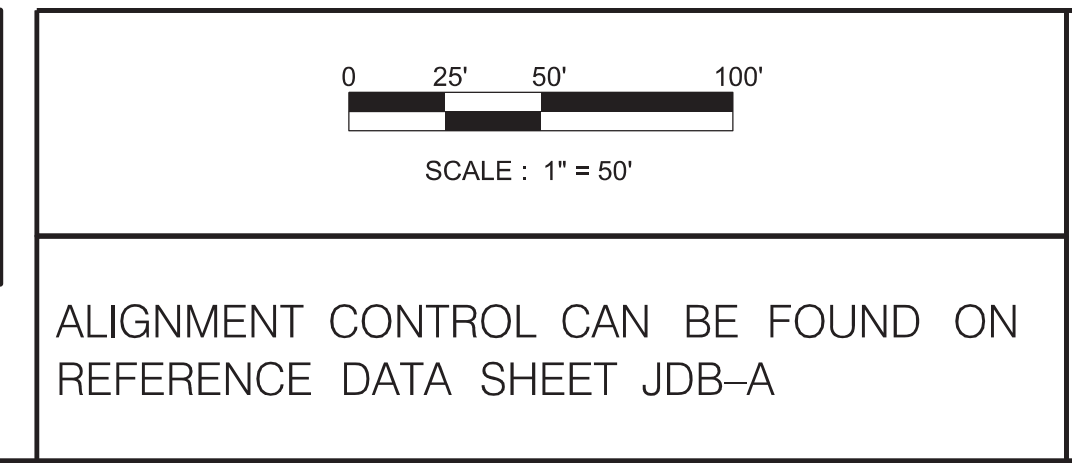 0 25' 50' 100'
SCALE : 1" = 50'
ALIGNMENT CONTROL CAN BE FOUND ON
REFERENCE DATA SHEET JDB–A